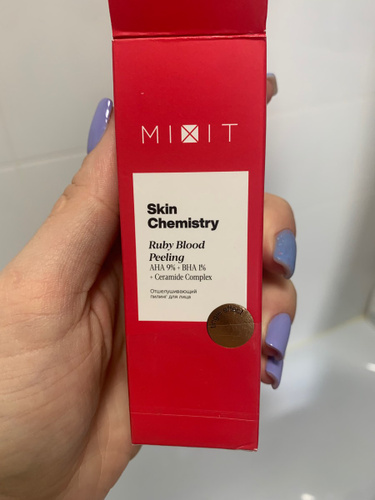 MIXIT
Skin
Chemistry
Ruby Blood
Peeling
AHA 9% + BHA 1%
+ Ceramide Complex
Отшелушивающий
пилинг для лица